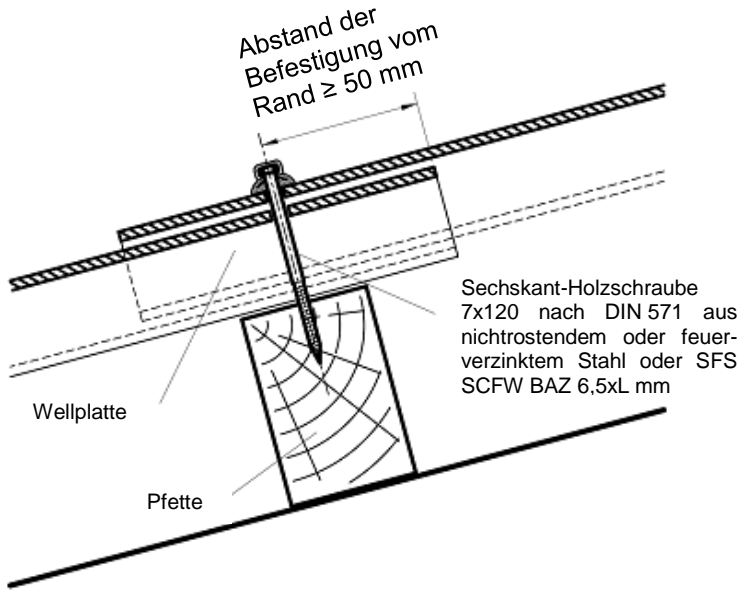 Abstand der
Befestigung vom
Rand ≥ 50 mm
Sechskant-Holzschraube
7x120 nach DIN 571 aus
nichtrostendem oder feuer-
verzinktem Stahl oder SFS
SCFW BAZ 6,5xL mm
Wellplatte
Pfette